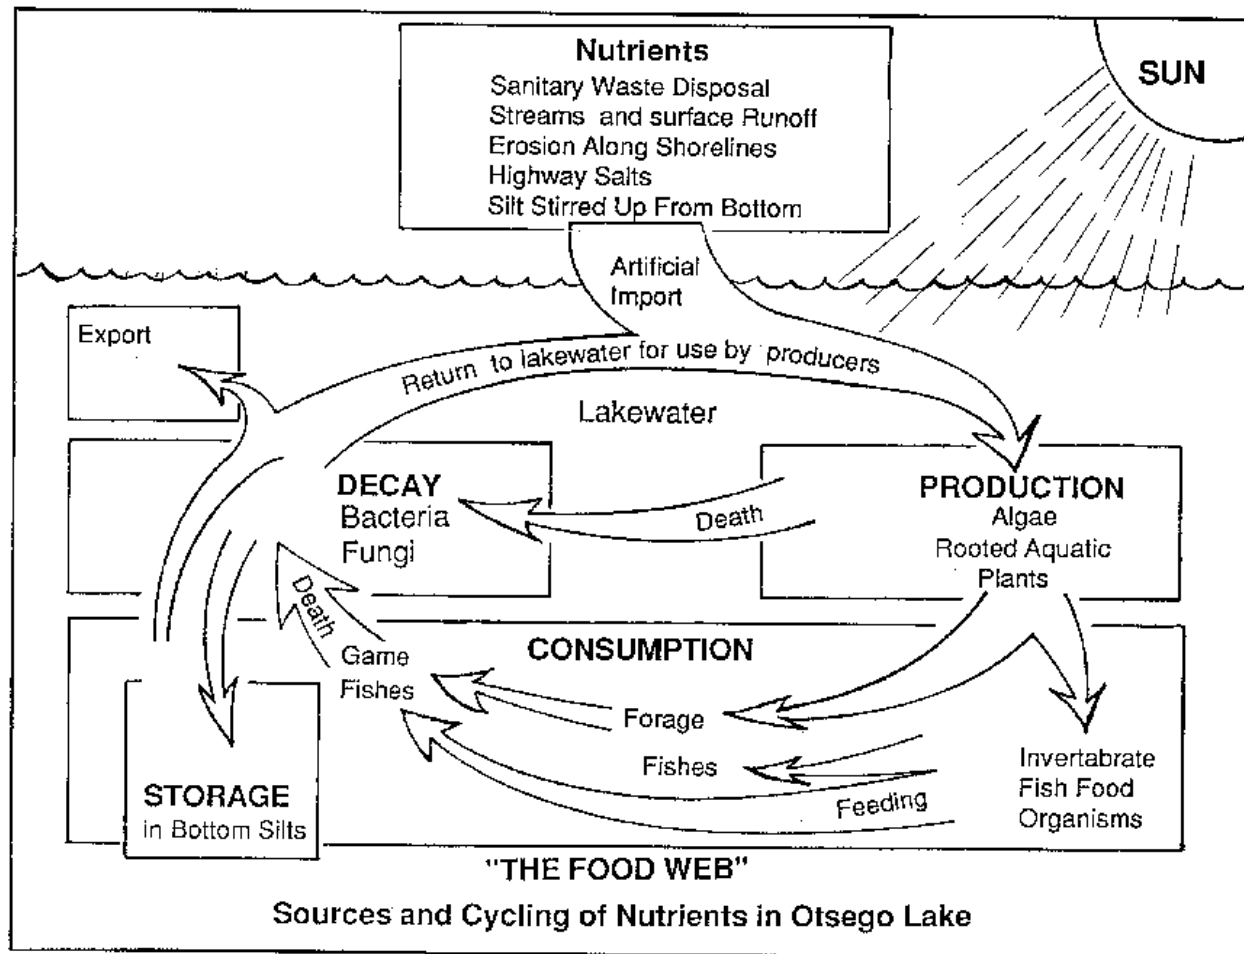 Nutrients
Sanitary Waste Disposal
Streams and surface Runoff
Erosion Along Shorelines
Highway Salts
Silt Stirred Up From Bottom
SUN
Artificial
Import
Export
Return to lakewater for use by producers
Lakewater
DECAY
Bacteria
Fungi
Death
PRODUCTION
Algae
Rooted Aquatic
Plants
Death
CONSUMPTION
Game
Fishes
Forage
Fishes
Feeding
Invertabrate
Fish Food
Organisms
STORAGE
in Bottom Silts
"THE FOOD WEB"
Sources and Cycling of Nutrients in Otsego Lake